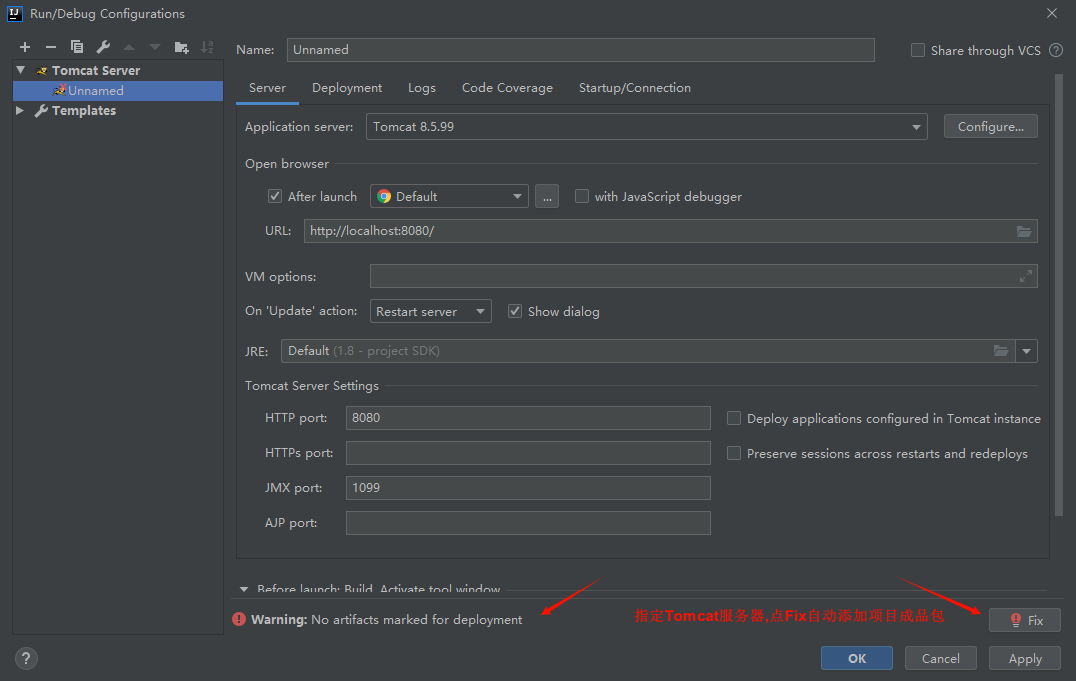 Run/Debug Configurations
Name: Unnamed
Share through VCS
Tomcat Server
Unnamed
Templates
Server Deployment Logs Code Coverage Startup/Connection
Application server: Tomcat 8.5.99 Configure...
Open browser
After launch Default ... with JavaScript debugger
URL: http://localhost:8080/
VM options:
On 'Update' action: Restart server Show dialog
JRE: Default (1.8 - project SDK)
Tomcat Server Settings
HTTP port: 8080 Deploy applications configured in Tomcat instance
HTTPs port: Preserve sessions across restarts and redeploys
JMX port: 1099
AJP port:
Before launch: Build, Activate tool window
Warning: No artifacts marked for deployment
指定Tomcat服务器,点Fix自动添加项目成品包
Fix
? OK Cancel Apply